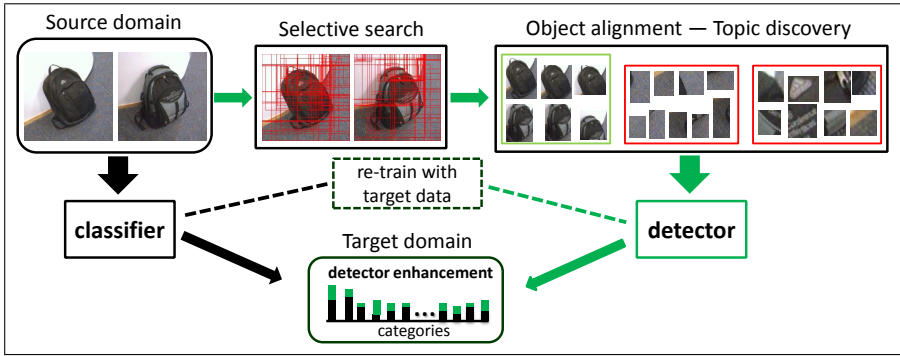 Source domain
Selective search
Object alignment — Topic discovery
re-train with
target data
classifier
detector
Target domain
detector enhancement
...
categories